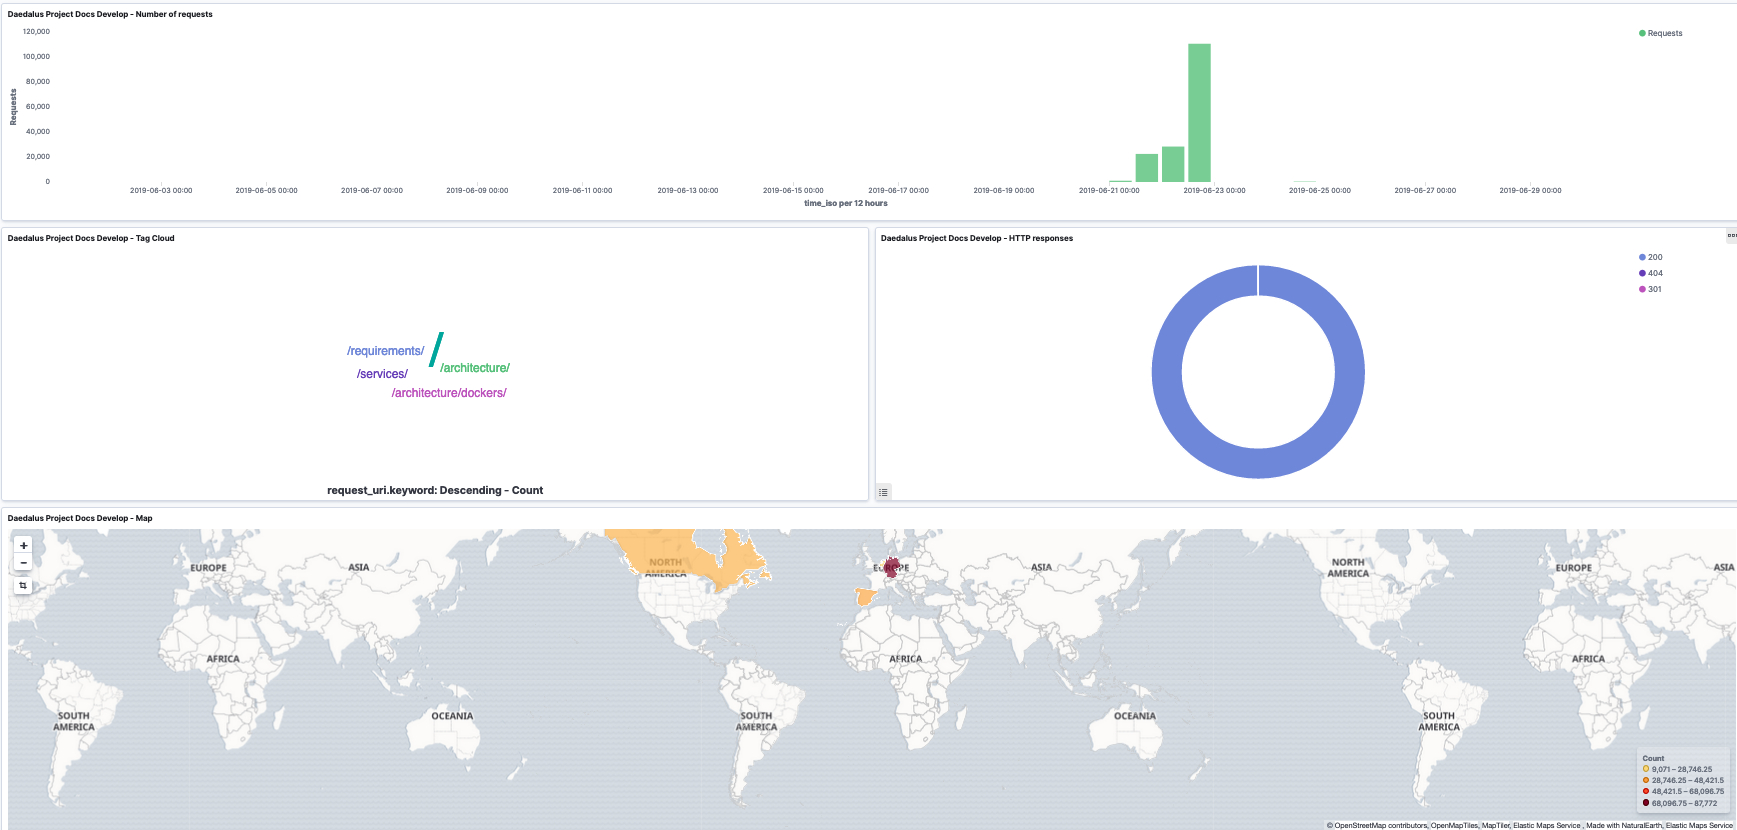 Daedalus Project Docs Develop - Number of requests
120,000
100,000
80,000
60,000
40,000
20,000
0
Requests
Requests
2019-06-03 00:00 2019-06-05 00:00 2019-06-07 00:00 2019-06-09 00:00 2019-06-11 00:00 2019-06-13 00:00 2019-06-15 00:00 2019-06-17 00:00 2019-06-19 00:00 2019-06-21 00:00 2019-06-23 00:00 2019-06-25 00:00 2019-06-27 00:00 2019-06-29 00:00
time_iso per 12 hours
Daedalus Project Docs Develop - Tag Cloud
/requirements/
/
/architecture/
/services/
/architecture/dockers/
request_uri.keyword: Descending - Count
Daedalus Project Docs Develop - HTTP responses
200
404
301
Daedalus Project Docs Develop - Map
+
−
EUROPE
ASIA
NORTH
AMERICA
EUROPE
ASIA
NORTH
AMERICA
EUROPE
ASIA
AFRICA
AFRICA
AFRICA
SOUTH
AMERICA
OCEANIA
SOUTH
AMERICA
OCEANIA
SOUTH
AMERICA
Count
9,071 – 28,746.25
28,746.25 – 48,421.5
48,421.5 – 68,096.75
68,096.75 – 87,772
© OpenStreetMap contributors, OpenMapTiles, MapTiler, Elastic Maps Service , Made with NaturalEarth, Elastic Maps Service